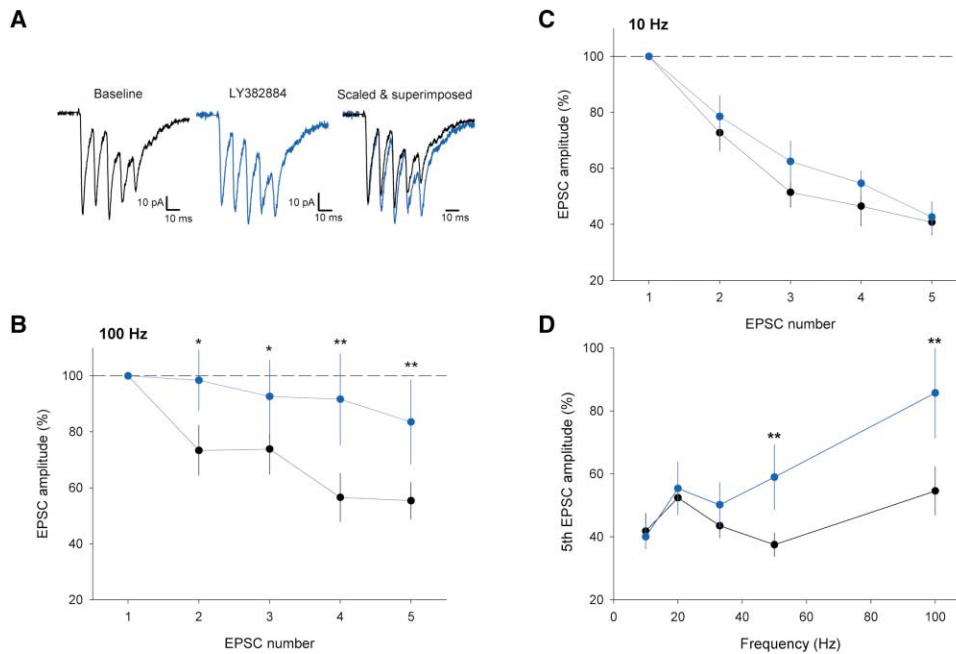 A
Baseline
LY382884
Scaled & superimposed
10 pA
10 ms
10 pA
10 ms
10 ms
B
100 Hz
*
*
**
**
100
80
60
40
20
EPSC amplitude (%)
1 2 3 4 5
EPSC number
C
10 Hz
100
80
60
40
20
EPSC amplitude (%)
1 2 3 4 5
EPSC number
D
**
**
100
80
60
40
20
5th EPSC amplitude (%)
0 20 40 60 80 100
Frequency (Hz)